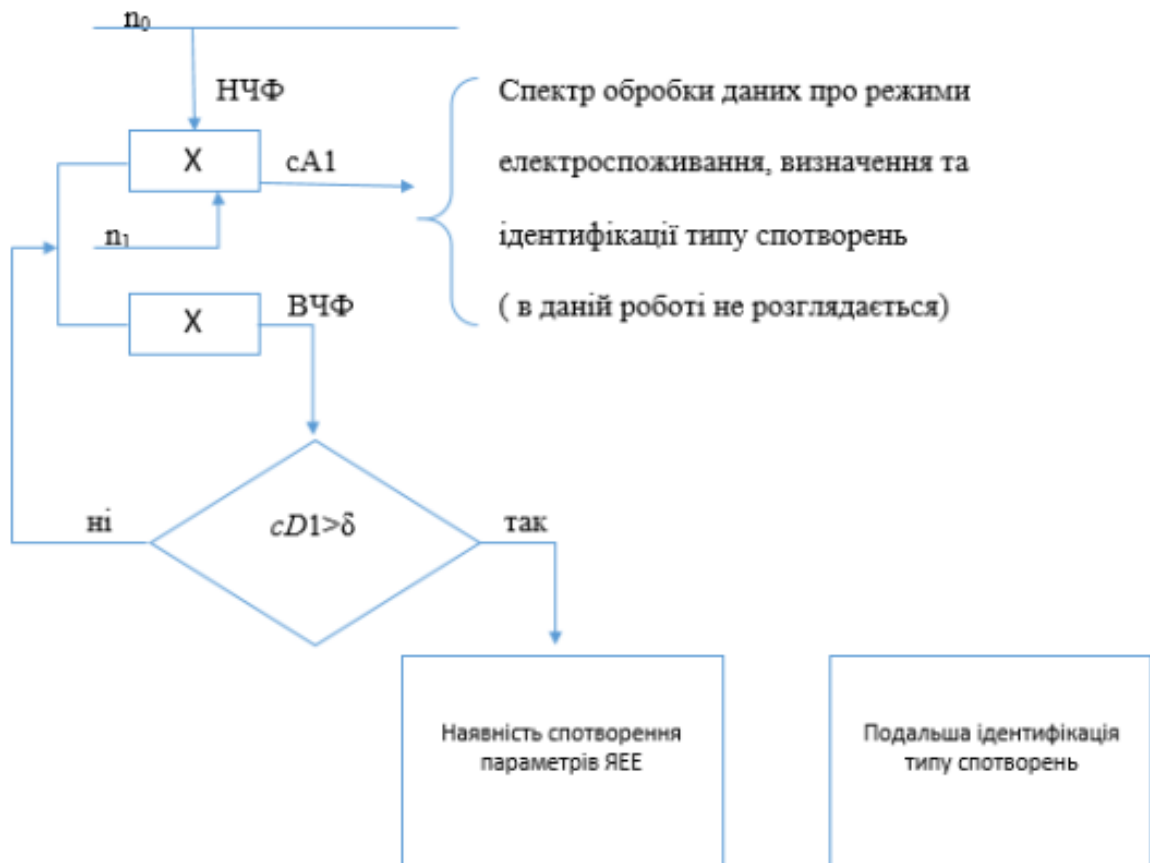 n₀
НЧФ
X
cA1
n₁
ВЧФ
X
Спектр обробки даних про режими
електроспоживання, визначення та
ідентифікації типу спотворень
( в даній роботі не розглядається)
ні
cD1>δ
так
Наявність спотворення
параметрів ЯЕЕ
Подальша ідентифікація
типу спотворень